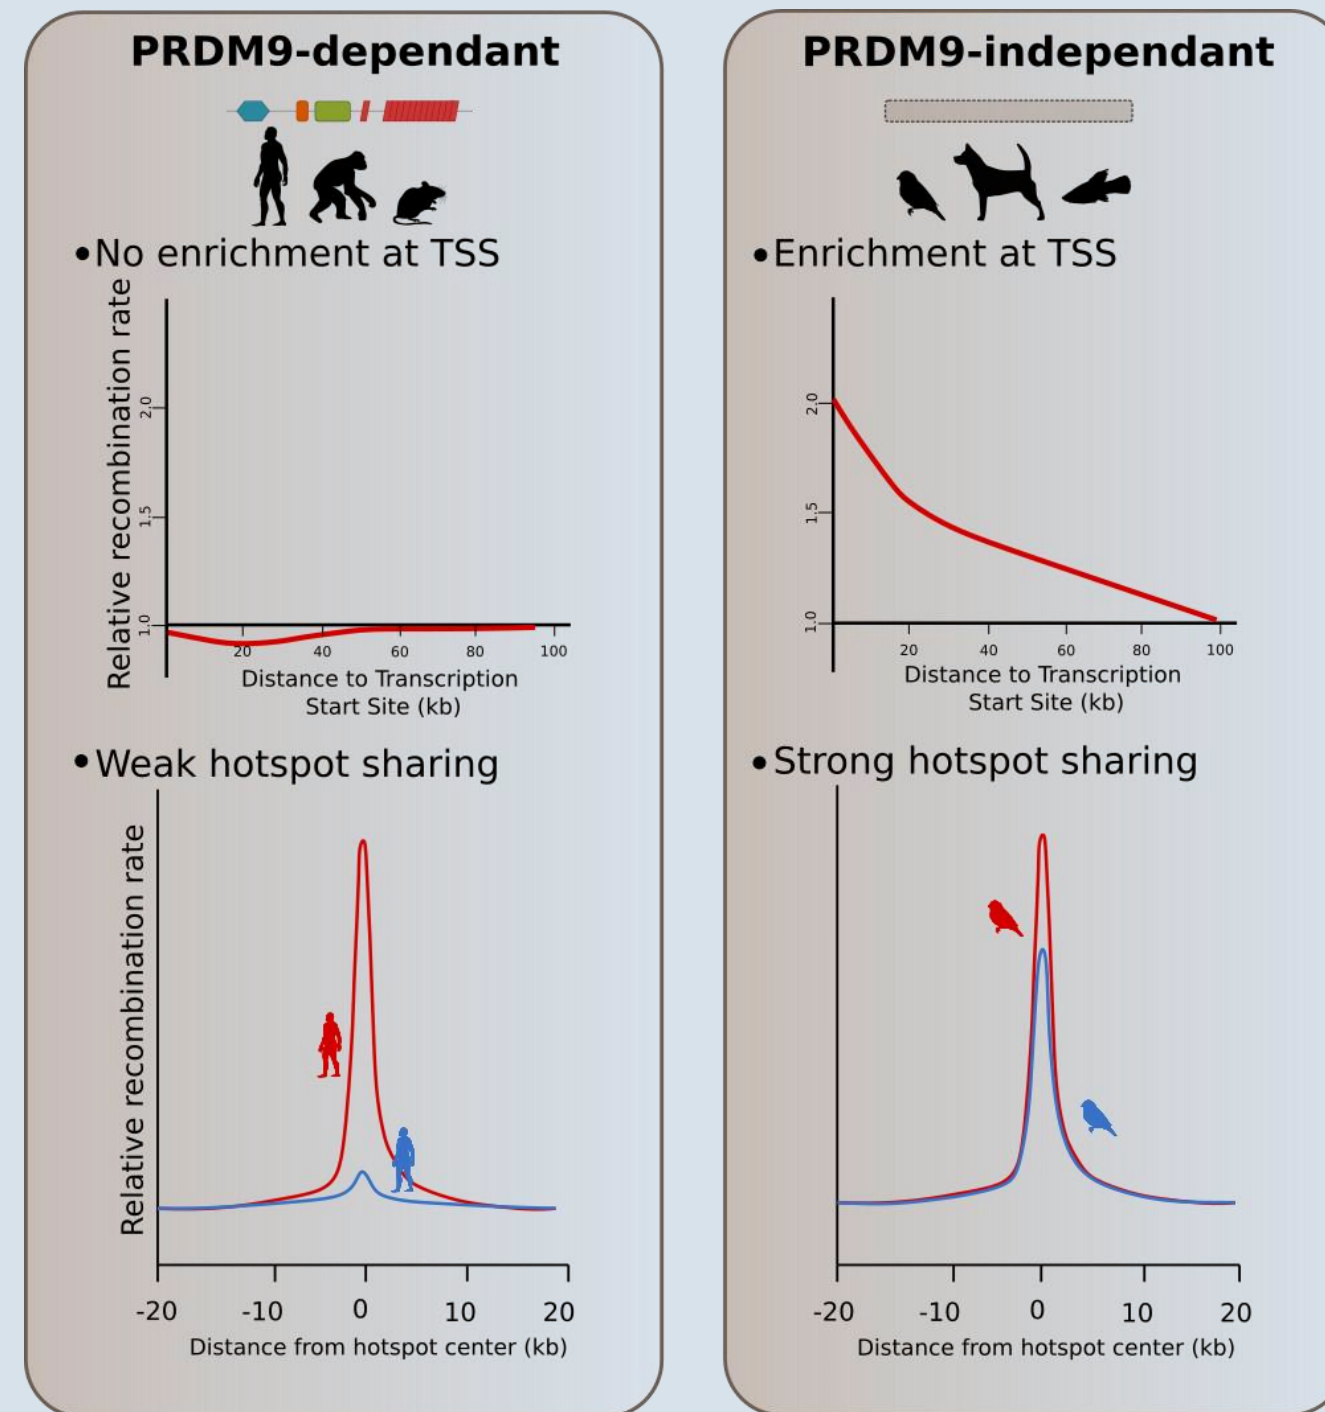 PRDM9-dependant
•No enrichment at TSS
Relative recombination rate
2.0
1.5
1.0
20 40 60 80 100
Distance to Transcription
Start Site (kb)
•Weak hotspot sharing
Relative recombination rate
-20 -10 0 10 20
Distance from hotspot center (kb)
PRDM9-independant
•Enrichment at TSS
2.0
1.5
1.0
20 40 60 80 100
Distance to Transcription
Start Site (kb)
•Strong hotspot sharing
-20 -10 0 10 20
Distance from hotspot center (kb)